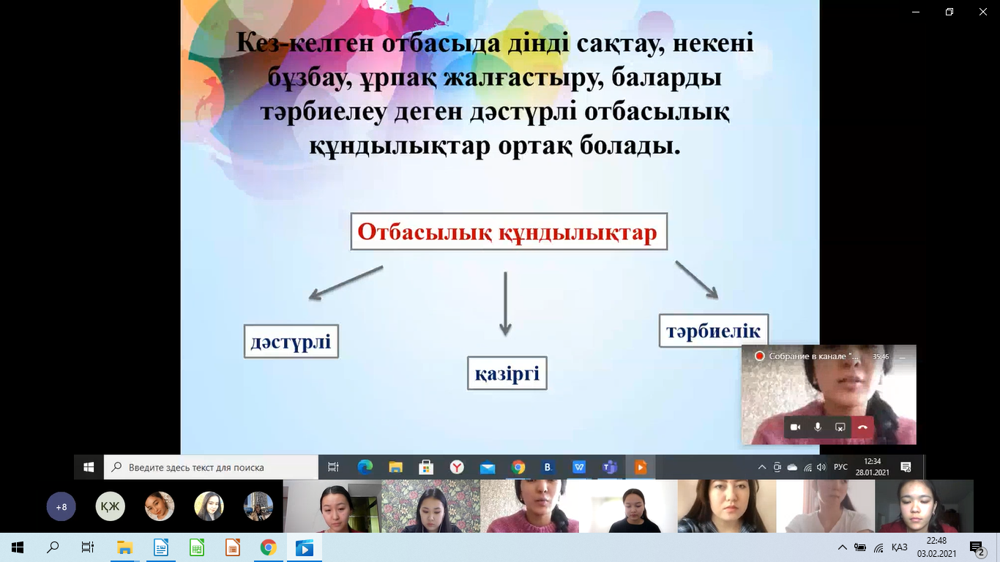 Кез-келген отбасыда дінді сақтау, некені
бұзбау, ұрпақ жалғастыру, баларды
тәрбиелеу деген дәстүрлі отбасылық
құндылықтар ортақ болады.
Отбасылық құндылықтар
дәстүрлі
қазіргі
тәрбиелік
Собрание в канале "... 35:46
Введите здесь текст для поиска
РУС
12:34
28.01.2021
+8
ҚЖ
ҚАЗ
22:48
03.02.2021
2